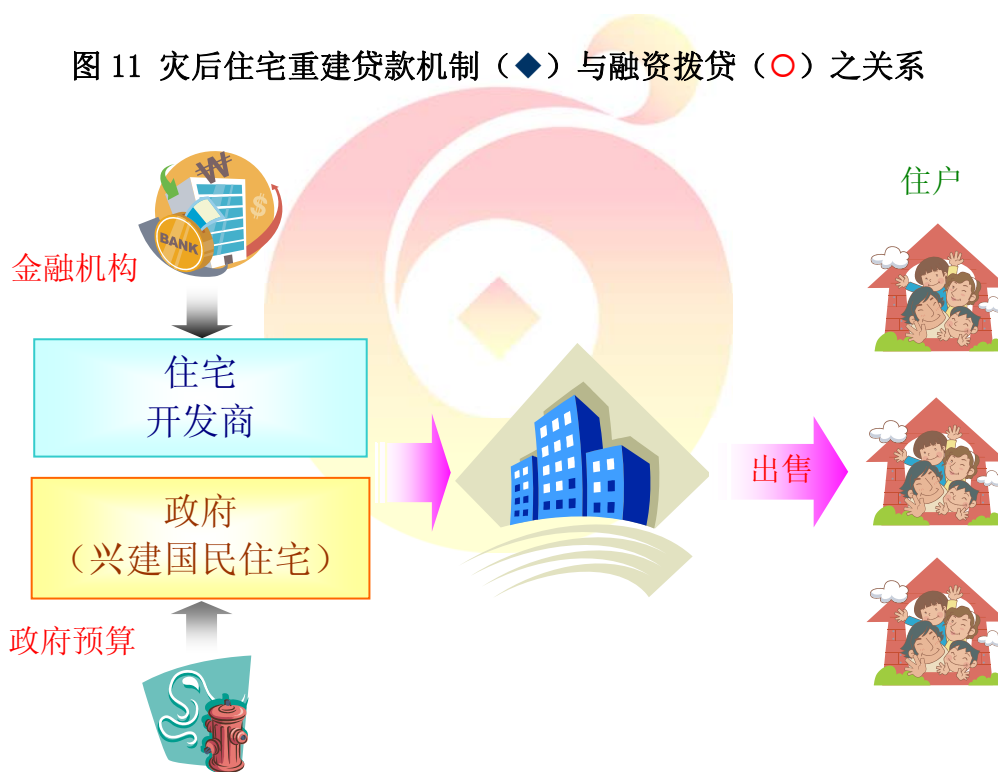 图 11 灾后住宅重建贷款机制（◆）与融资拨贷（○）之关系
住户
BANK
金融机构
住宅
开发商
出售
政府
（兴建国民住宅）
政府预算